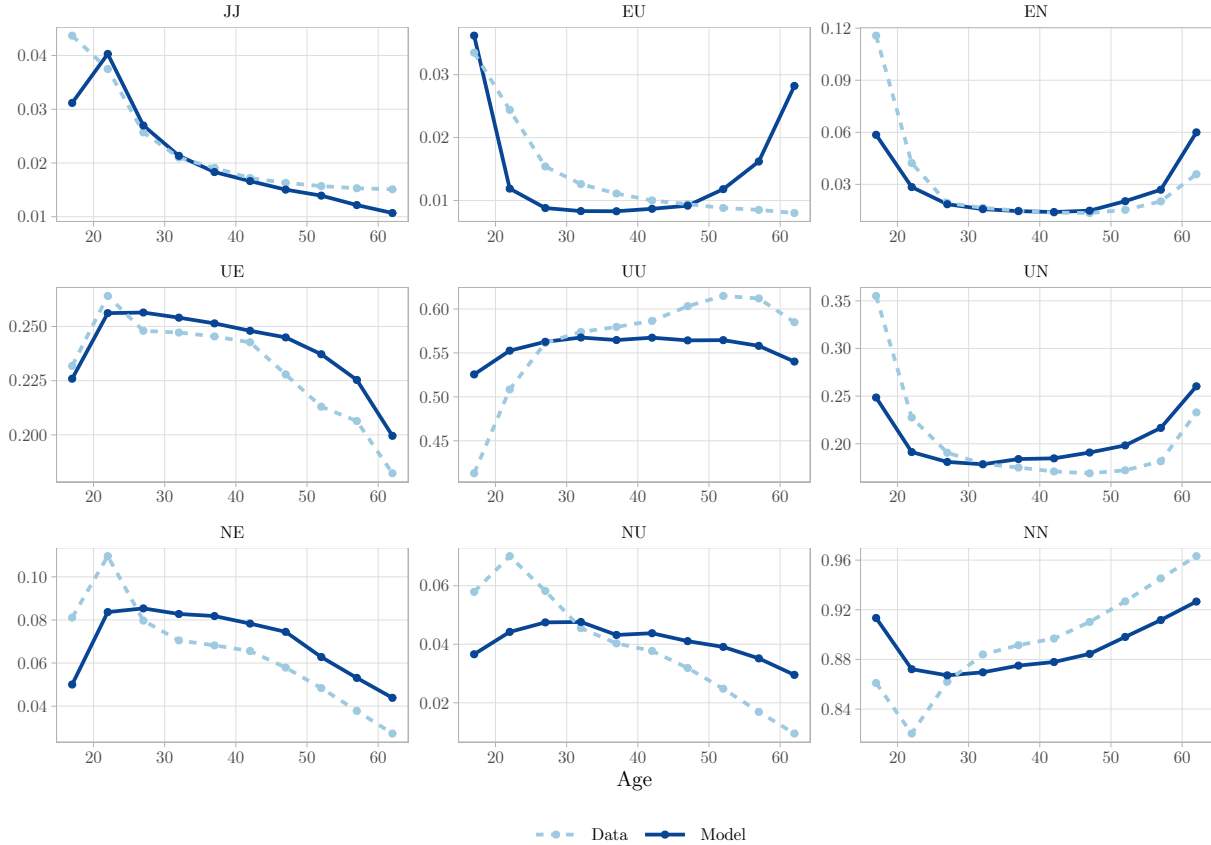 JJ EU EN
0.04 0.03 0.02 0.01
20 30 40 50 60
0.03 0.02 0.01
20 30 40 50 60
0.12 0.09 0.06 0.03
20 30 40 50 60
UE UU UN
0.250 0.225 0.200
20 30 40 50 60
0.60 0.55 0.50 0.45
20 30 40 50 60
0.35 0.30 0.25 0.20
20 30 40 50 60
NE NU NN
0.10 0.08 0.06 0.04
20 30 40 50 60
0.06 0.04 0.02
20 30 40 50 60
0.96 0.92 0.88 0.84
20 30 40 50 60
Age
Data Model